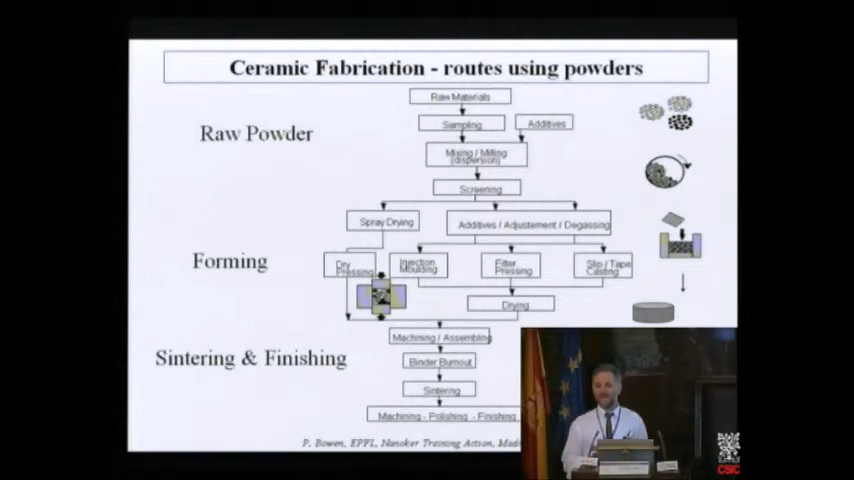 Ceramic Fabrication - routes using powders
Raw Materials
Raw Powder
Sampling
Additives
Mixing / Milling
(dispersion)
Screening
Spray Drying
Additives / Adjustement / Degassing
Forming
Dry
Pressing
Injection
Moulding
Filter
Pressing
Slip / Tape
Casting
Drying
Sintering & Finishing
Machining / Assembling
Binder Burnout
Sintering
Machining - Polishing - Finishing
P. Bowen, EPFL, Nanoker Training Action,
CSIC